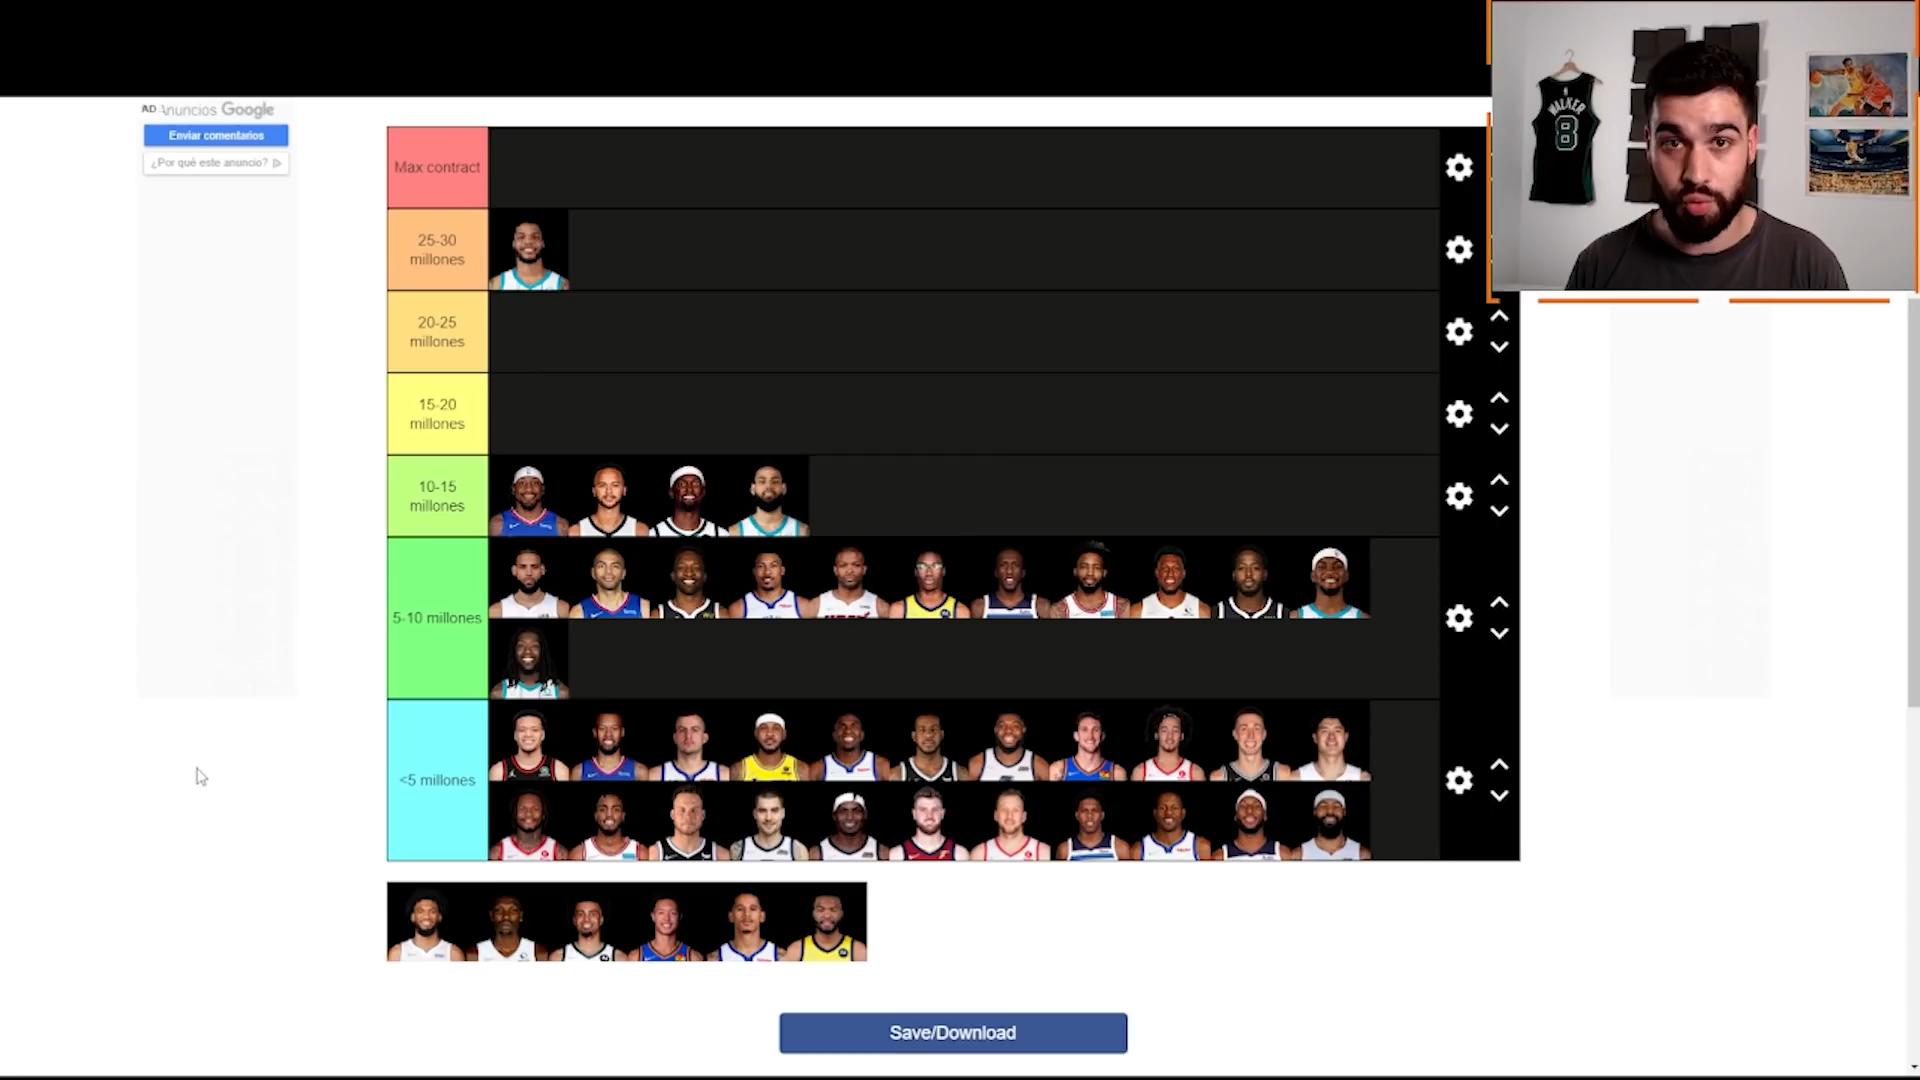 AD Anuncios Google
Enviar comentarios
¿Por qué este anuncio?
Max contract
25-30
millones
20-25
millones
15-20
millones
10-15
millones
5-10 millones
<5 millones
Save/Download
WALKER
8